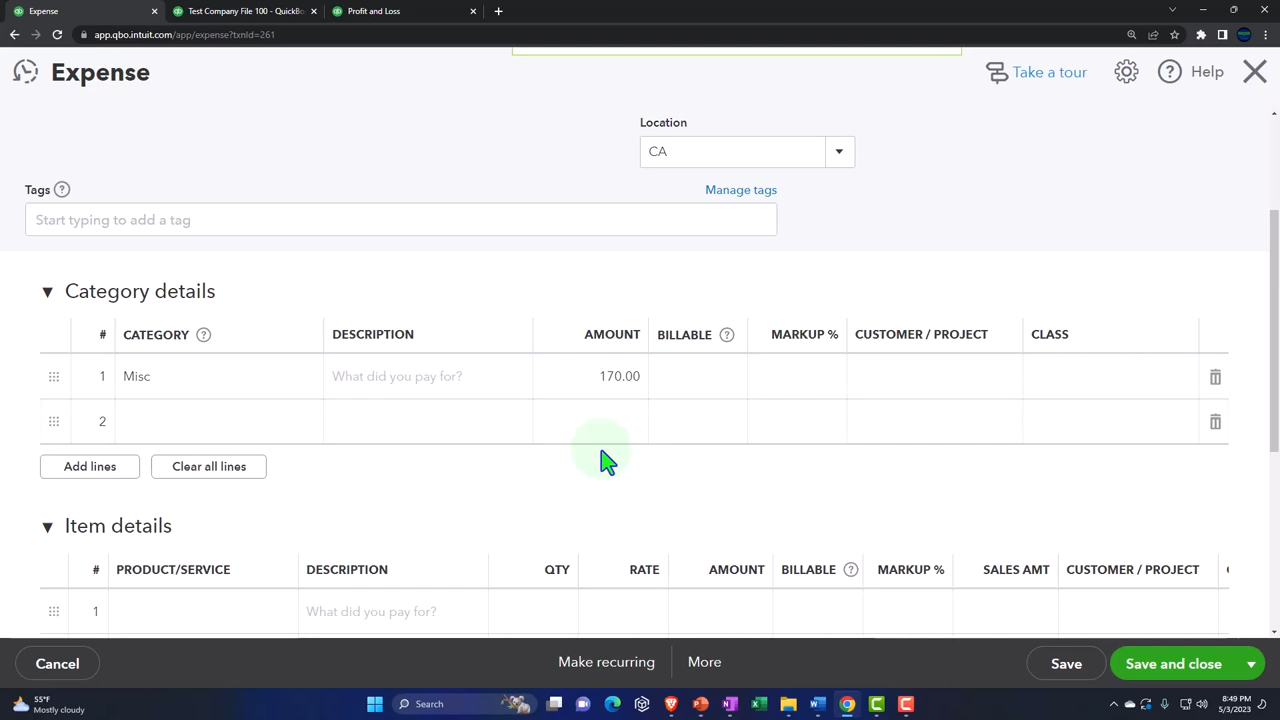 Expense
Test Company File 100 - QuickBo
Profit and Loss
app.qbo.intuit.com/app/expense?txnId=261
Expense
Take a tour
Help
Location
CA
Tags
Manage tags
Start typing to add a tag
Category details
# CATEGORY DESCRIPTION AMOUNT BILLABLE MARKUP % CUSTOMER / PROJECT CLASS
1 Misc What did you pay for? 170.00
2
Add lines Clear all lines
Item details
# PRODUCT/SERVICE DESCRIPTION QTY RATE AMOUNT BILLABLE MARKUP % SALES AMT CUSTOMER / PROJECT
1 What did you pay for?
Cancel Make recurring More Save Save and close
55°F
Mostly cloudy
Search
8:49 PM
5/3/2023